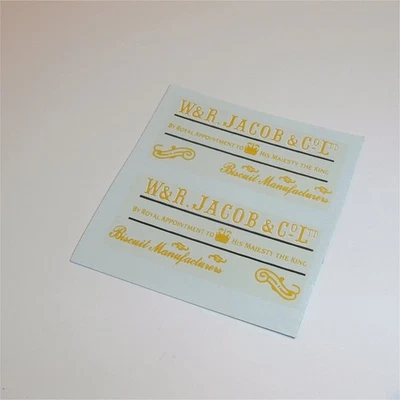 W & R. JACOB & Co. LTD
BY ROYAL APPOINTMENT TO HIS MAJESTY THE KING
Biscuit Manufacturers
W & R. JACOB & Co. LTD
BY ROYAL APPOINTMENT TO HIS MAJESTY THE KING
Biscuit Manufacturers